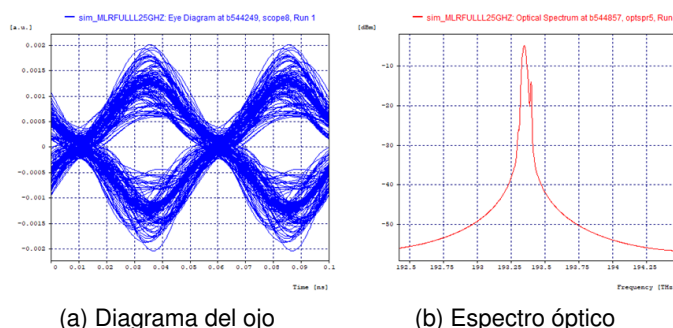 sim_MLRFULLL25GHZ: Eye Diagram at b544249, scope8, Run 1
[a.u.]
0.002
0.0015
0.001
0.0005
0
-0.0005
-0.001
-0.0015
-0.002
0 0.01 0.02 0.03 0.04 0.05 0.06 0.07 0.08 0.09 0.1
Time [ns]
(a) Diagrama del ojo
sim_MLRFULLL25GHZ: Optical Spectrum at b544857, optspr5, Run
[dBm]
-10
-20
-30
-40
-50
192.5 192.75 193 193.25 193.5 193.75 194 194.25
Frequency [THz
(b) Espectro óptico